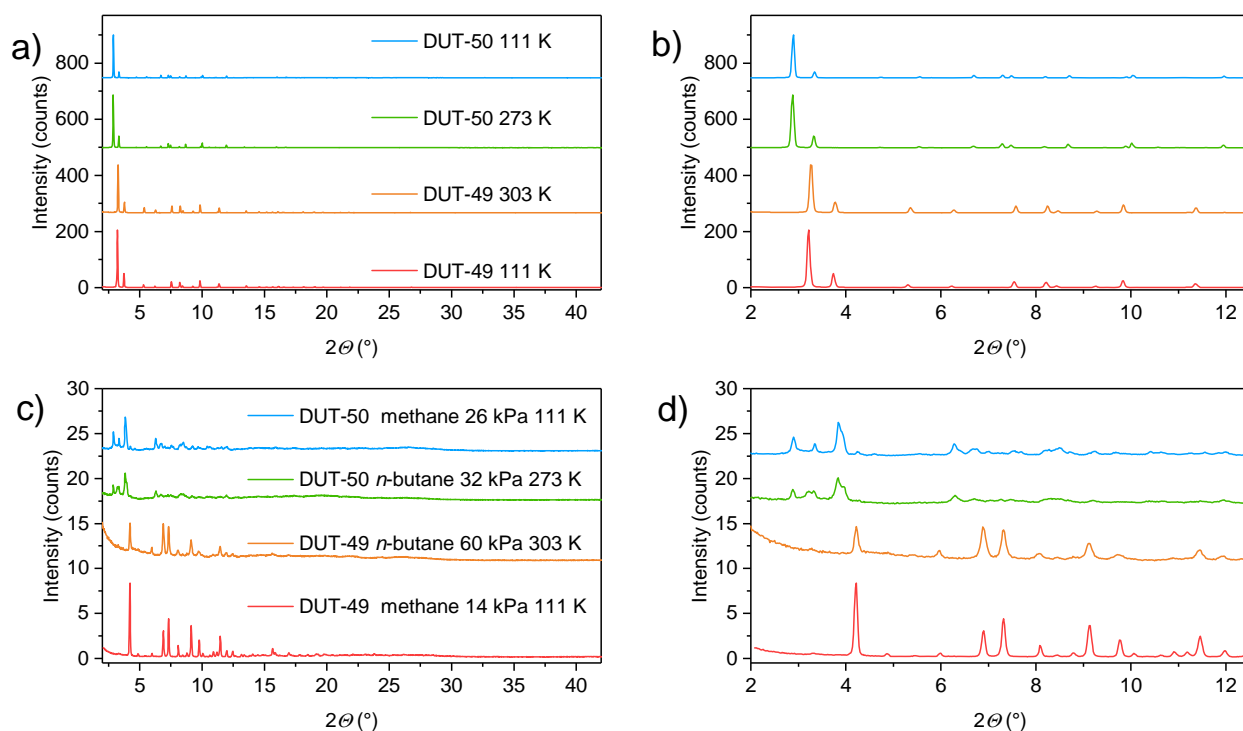 a)
DUT-50 111 K
DUT-50 273 K
DUT-49 303 K
DUT-49 111 K
Intensity (counts)
800
600
400
200
0
5 10 15 20 25 30 35 40
2Θ (°)
b)
Intensity (counts)
2 4 6 8 10 12
2Θ (°)
c)
DUT-50 methane 26 kPa 111 K
DUT-50 n-butane 32 kPa 273 K
DUT-49 n-butane 60 kPa 303 K
DUT-49 methane 14 kPa 111 K
Intensity (counts)
30
25
20
15
10
5
0
5 10 15 20 25 30 35 40
2Θ (°)
d)
Intensity (counts)
30
25
20
15
10
5
0
2 4 6 8 10 12
2Θ (°)